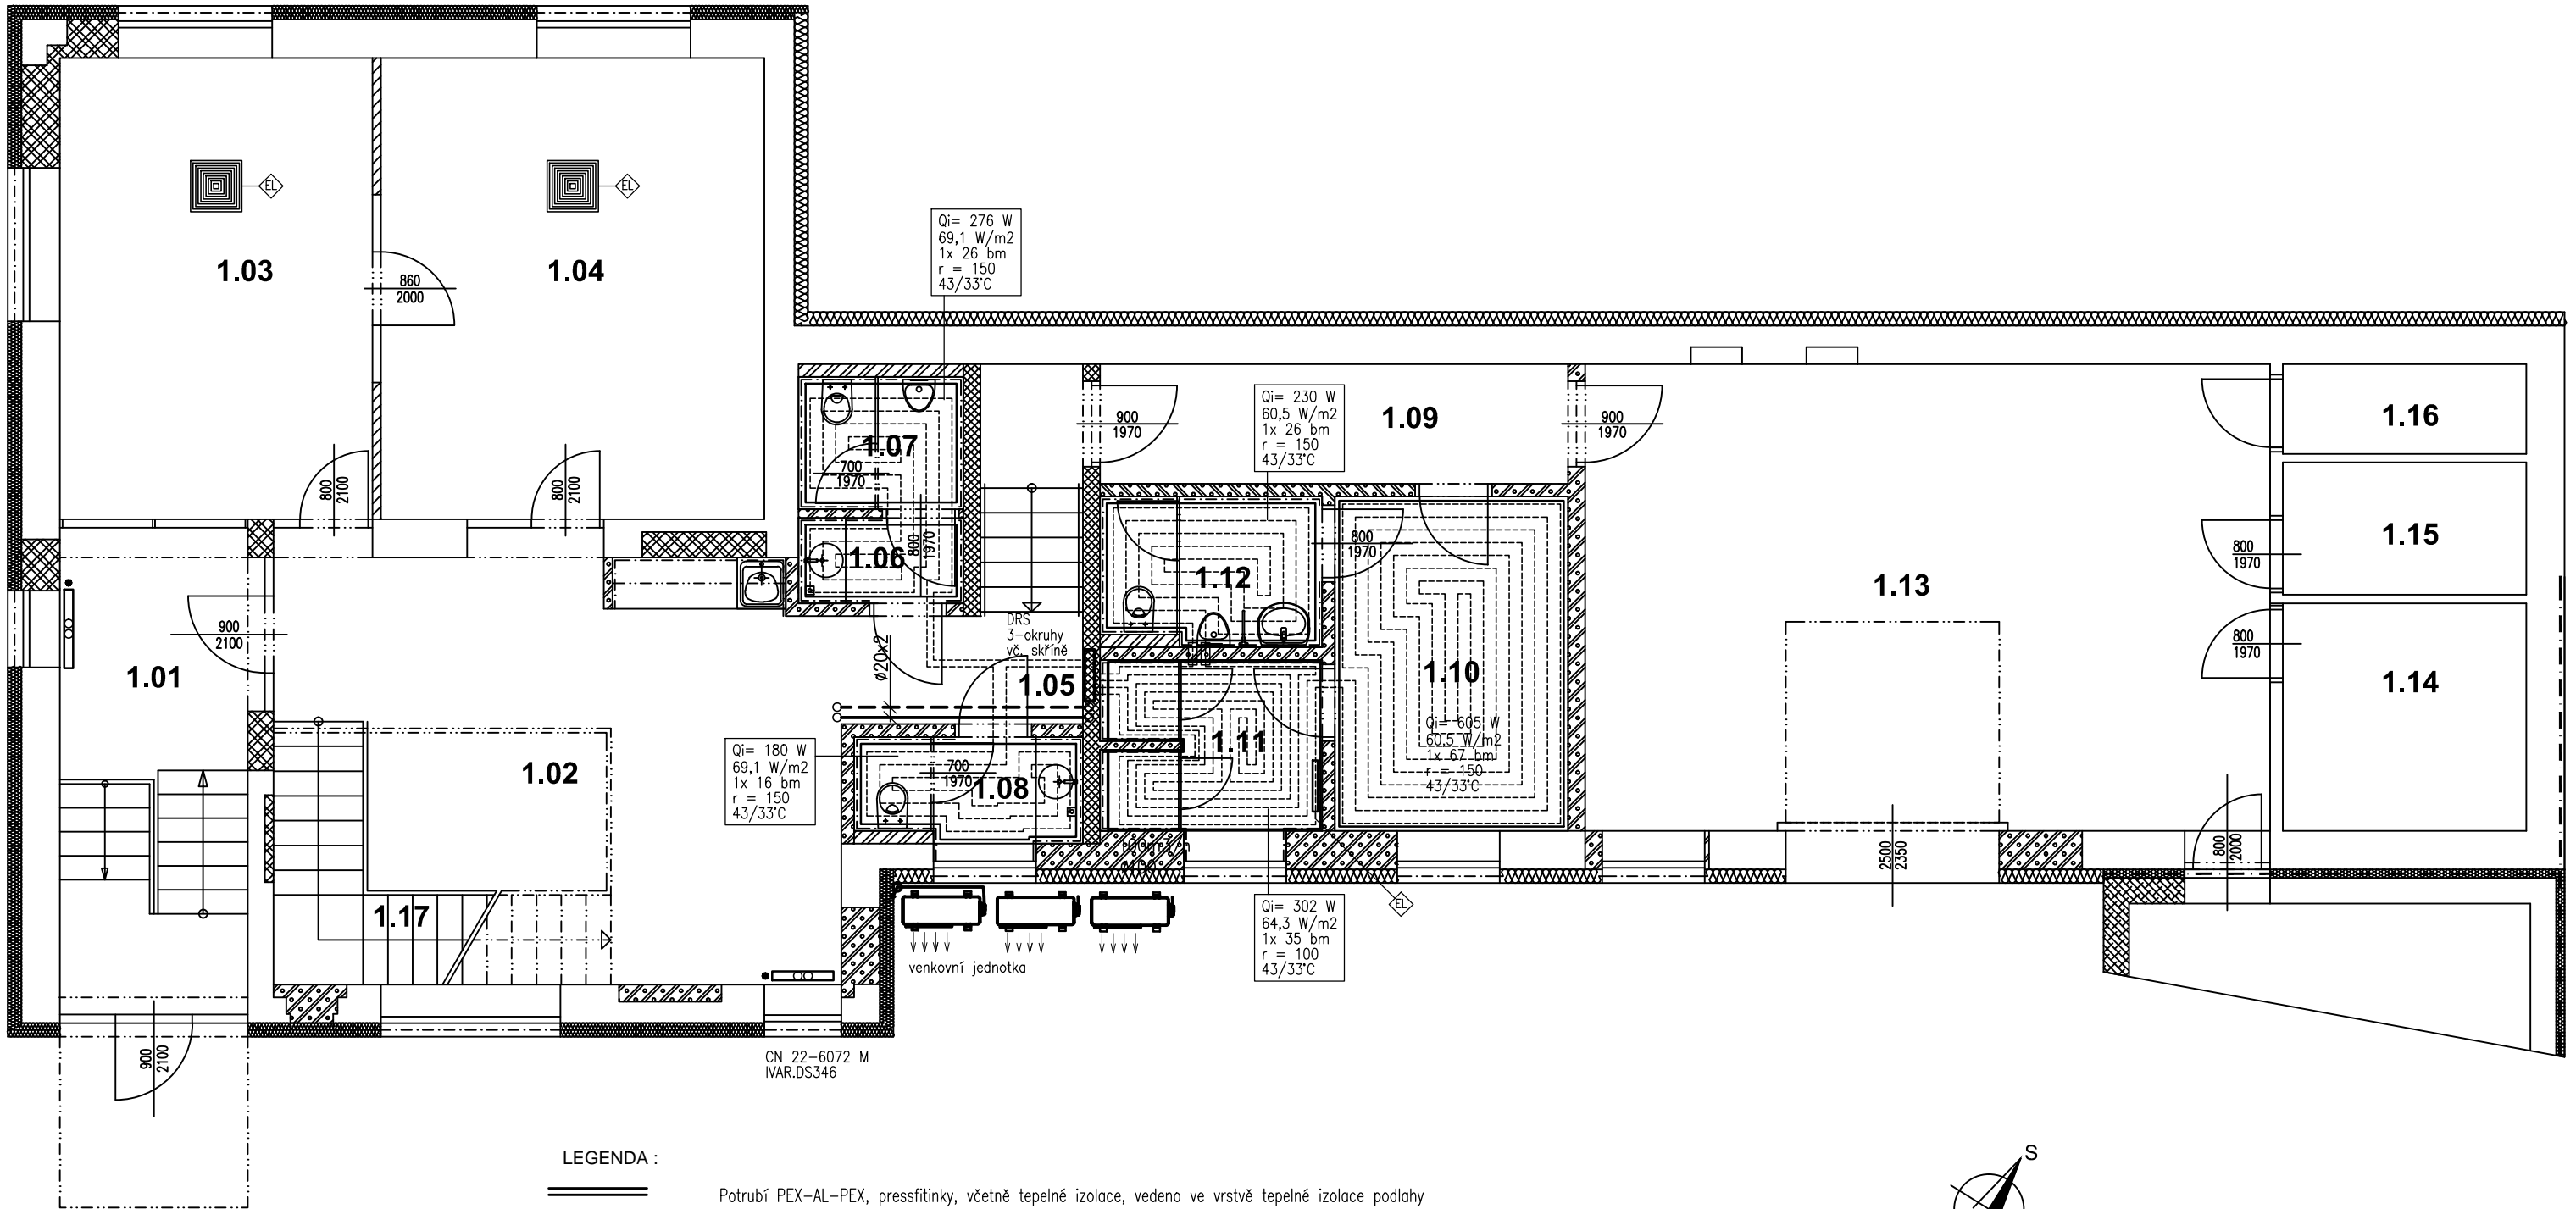 EL
EL
Qi= 276 W
69,1 W/m2
1x 26 bm
r = 150
43/33°C
1.03
1.04
860
2000
Qi= 230 W
60,5 W/m2
1x 26 bm
r = 150
43/33°C
900
1970
1.09
900
1970
1.16
1.07
700
1970
800
2100
800
2100
1.15
800
1970
800
1970
1.06
800
1970
1.12
1.13
DRS
3-okruhy
vč. skříně
900
2100
ø20x2
800
1970
1.01
1.05
1.10
1.14
Qi= 605 W
60,5 W/m2
1x 67 bm
r = 150
43/33°C
1.11
Qi= 180 W
69,1 W/m2
1x 16 bm
r = 150
43/33°C
1.02
700
1970
1.08
2500
2350
800
2000
1.17
EL
Qi= 302 W
64,3 W/m2
1x 35 bm
r = 100
43/33°C
venkovní jednotka
900
2100
CN 22-6072 M
IVAR.DS346
LEGENDA :
S
Potrubí PEX-AL-PEX, pressfitinky, včetně tepelné izolace, vedeno ve vrstvě tepelné izolace podlahy